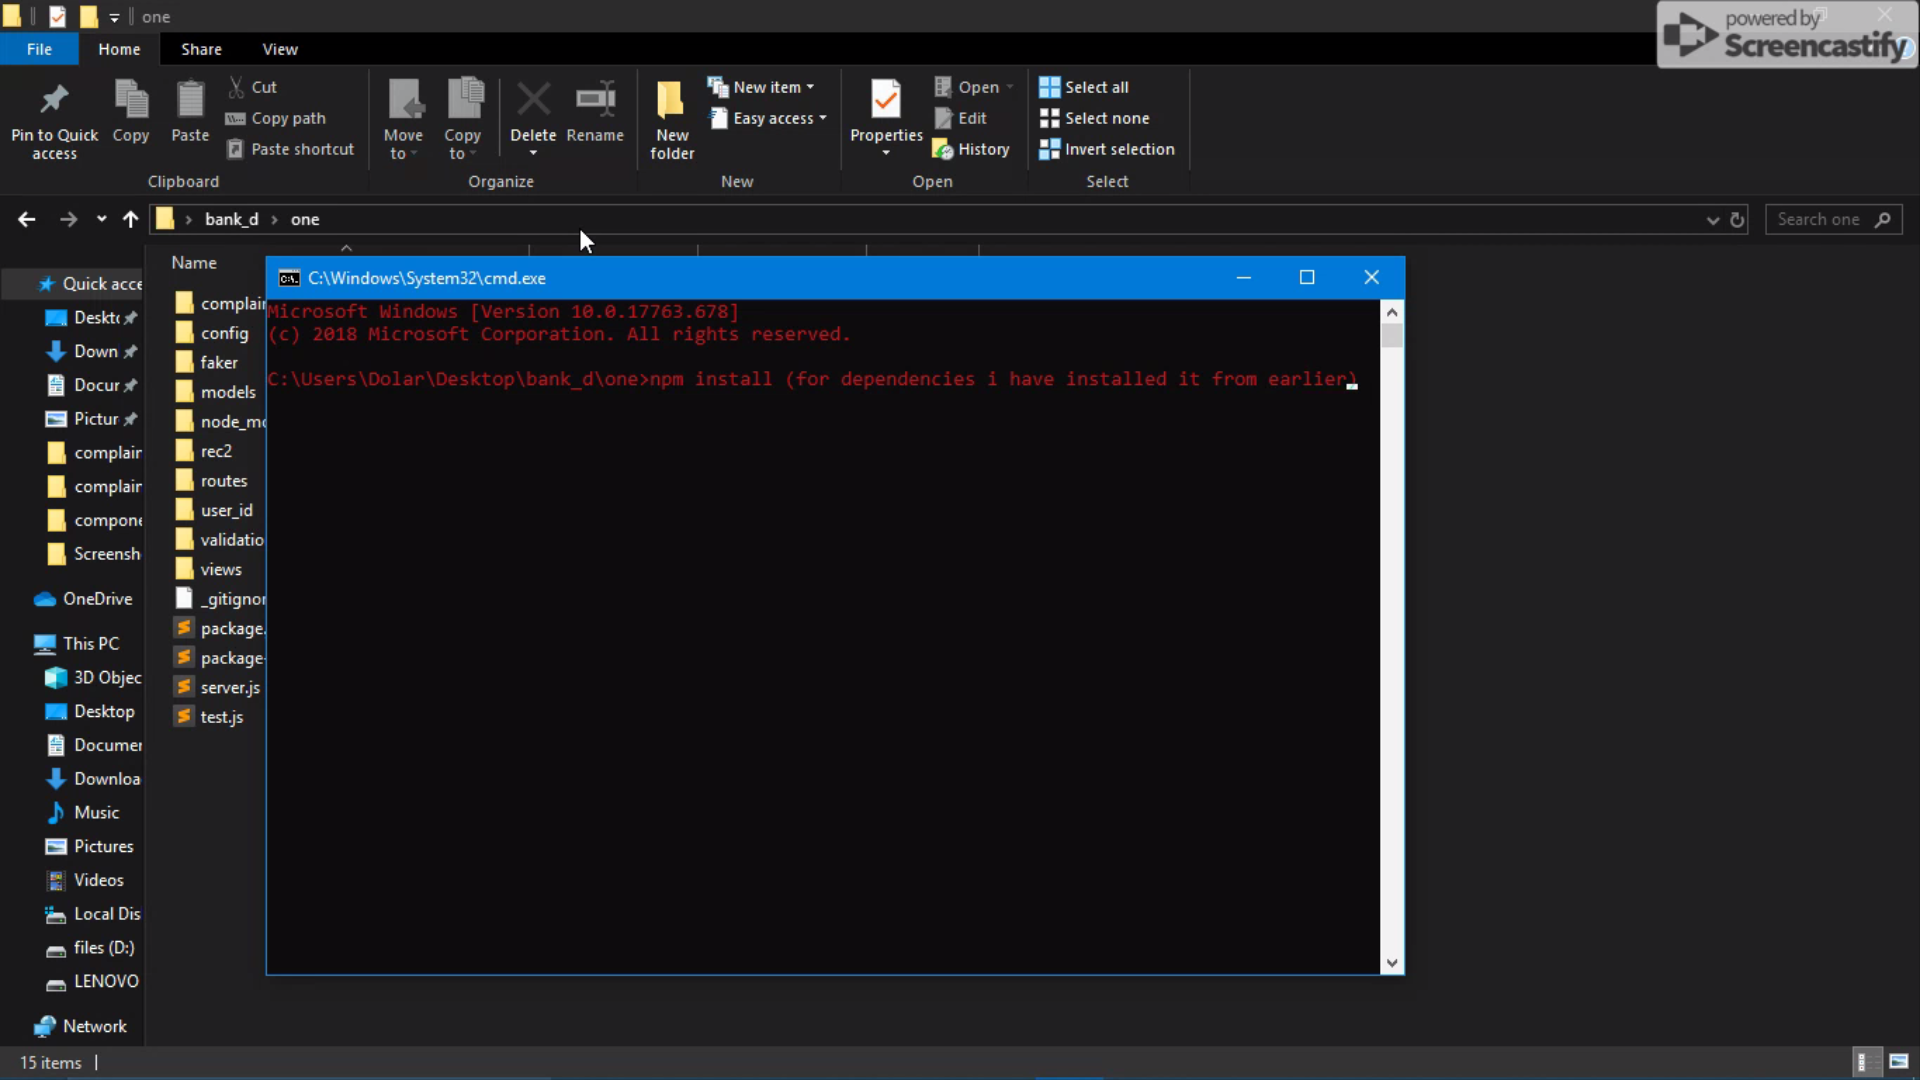 one
powered by
Screencastify
File
Home
Share
View
Pin to Quick access
Copy
Paste
Cut
Copy path
Paste shortcut
Clipboard
Move to
Copy to
Delete
Rename
Organize
New folder
New item
Easy access
New
Properties
Open
Edit
History
Open
Select all
Select none
Invert selection
Select
bank_d
one
Search one
Name
Quick acce
Deskto
Down
Docur
Pictur
complain
complain
compone
Screensh
OneDrive
This PC
3D Objec
Desktop
Documer
Downloa
Music
Pictures
Videos
Local Dis
files (D:)
LENOVO
Network
complain
config
faker
models
node_mo
rec2
routes
user_id
validatio
views
_gitignor
package.
package-
server.js
test.js
C:\Windows\System32\cmd.exe
Microsoft Windows [Version 10.0.17763.678]
(c) 2018 Microsoft Corporation. All rights reserved.
C:\Users\Dolar\Desktop\bank_d\one>npm install (for dependencies i have installed it from earlier)
15 items